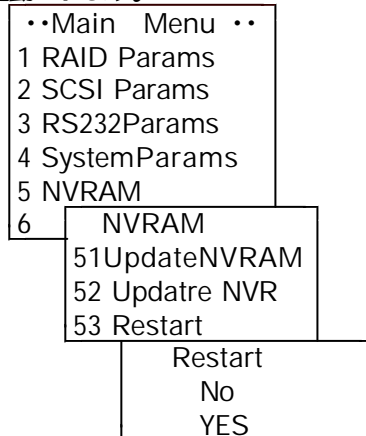 ··Main Menu ··
1 RAID Params
2 SCSI Params
3 RS232Params
4 SystemParams
5 NVRAM
6
NVRAM
51UpdateNVRAM
52 Updatre NVR
53 Restart
Restart
No
YES